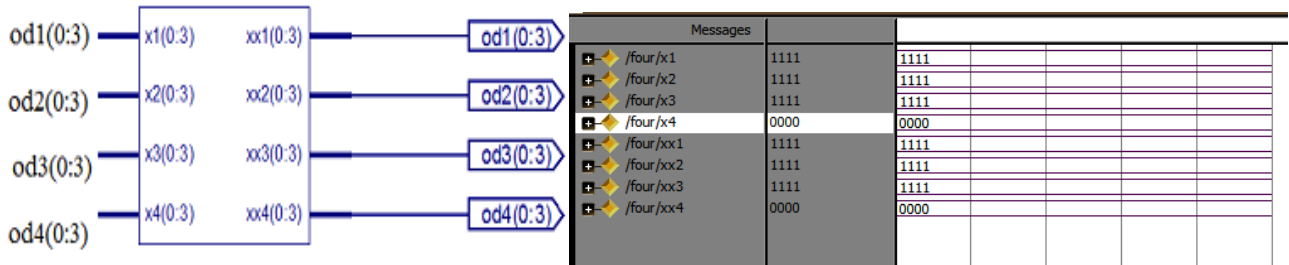 od1(0:3) x1(0:3) xx1(0:3) od1(0:3)
od2(0:3) x2(0:3) xx2(0:3) od2(0:3)
od3(0:3) x3(0:3) xx3(0:3) od3(0:3)
od4(0:3) x4(0:3) xx4(0:3) od4(0:3)
Messages
/four/x1 1111 1111
/four/x2 1111 1111
/four/x3 1111 1111
/four/x4 0000 0000
/four/xx1 1111 1111
/four/xx2 1111 1111
/four/xx3 1111 1111
/four/xx4 0000 0000